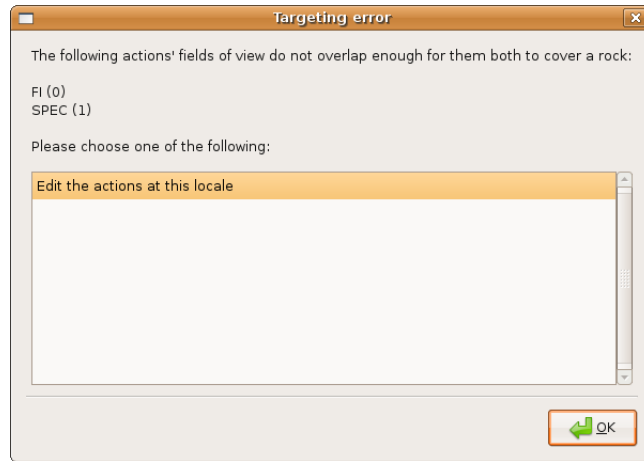 Targeting error
The following actions' fields of view do not overlap enough for them both to cover a rock:
FI (0)
SPEC (1)
Please choose one of the following:
Edit the actions at this locale
OK